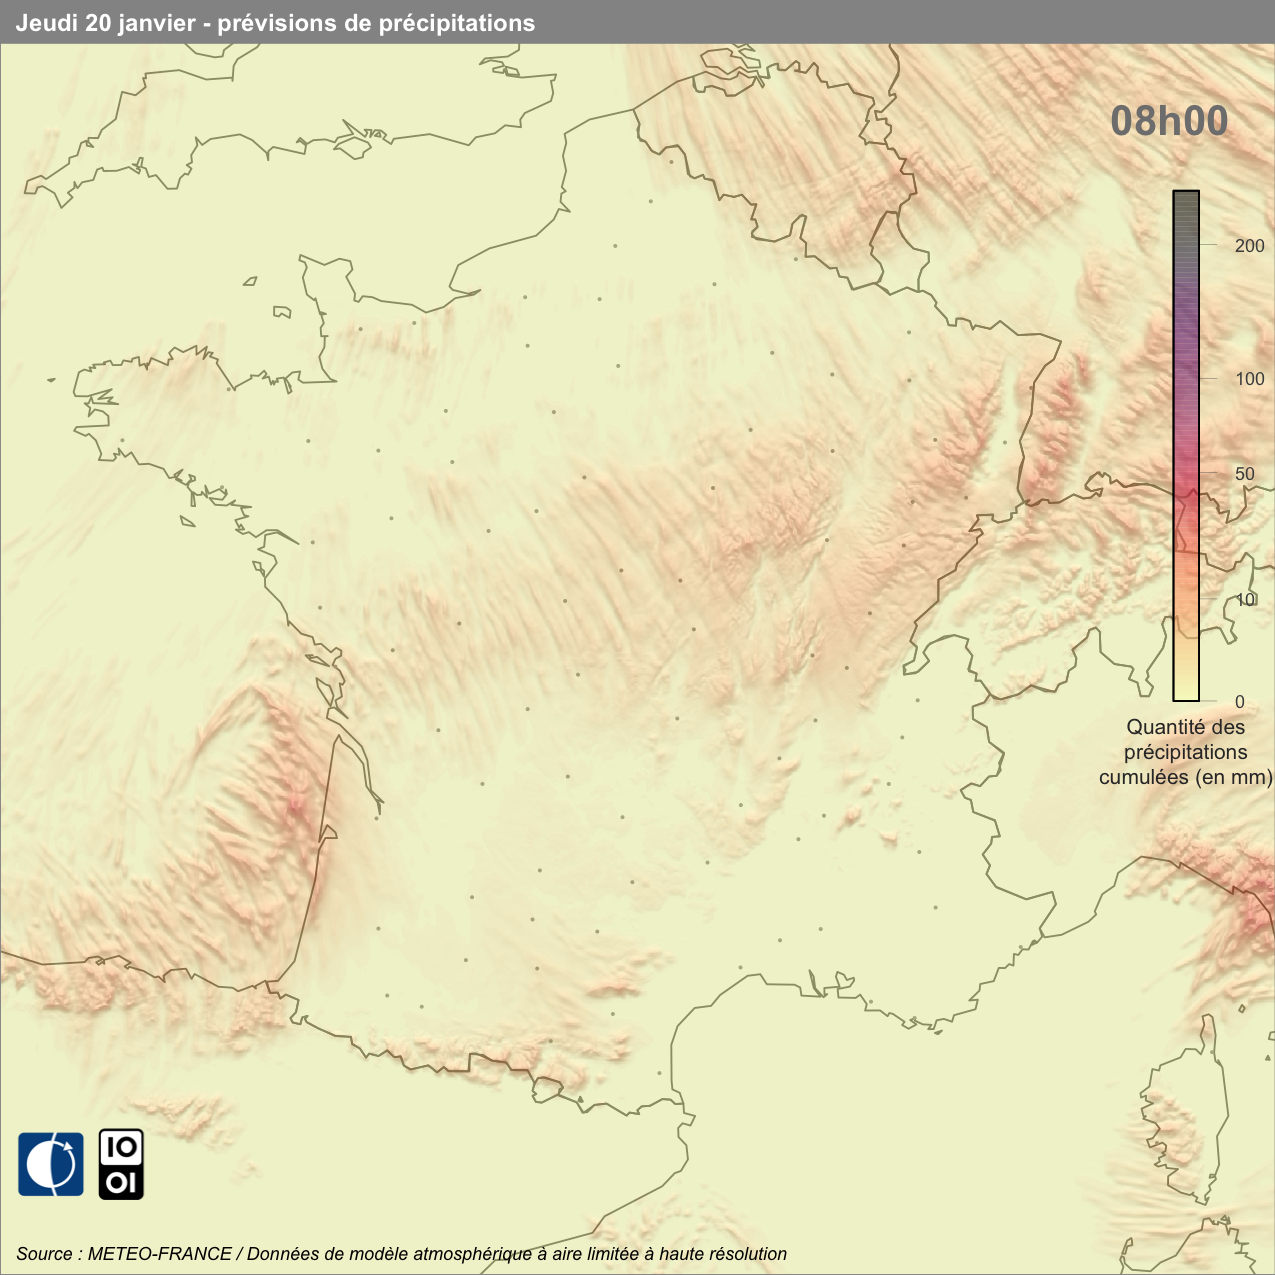 Jeudi 20 janvier - prévisions de précipitations
08h00
200
100
50
10
0
Quantité des
précipitations
cumulées (en mm)
IO
OI
Source : METEO-FRANCE / Données de modèle atmosphérique à aire limitée à haute résolution